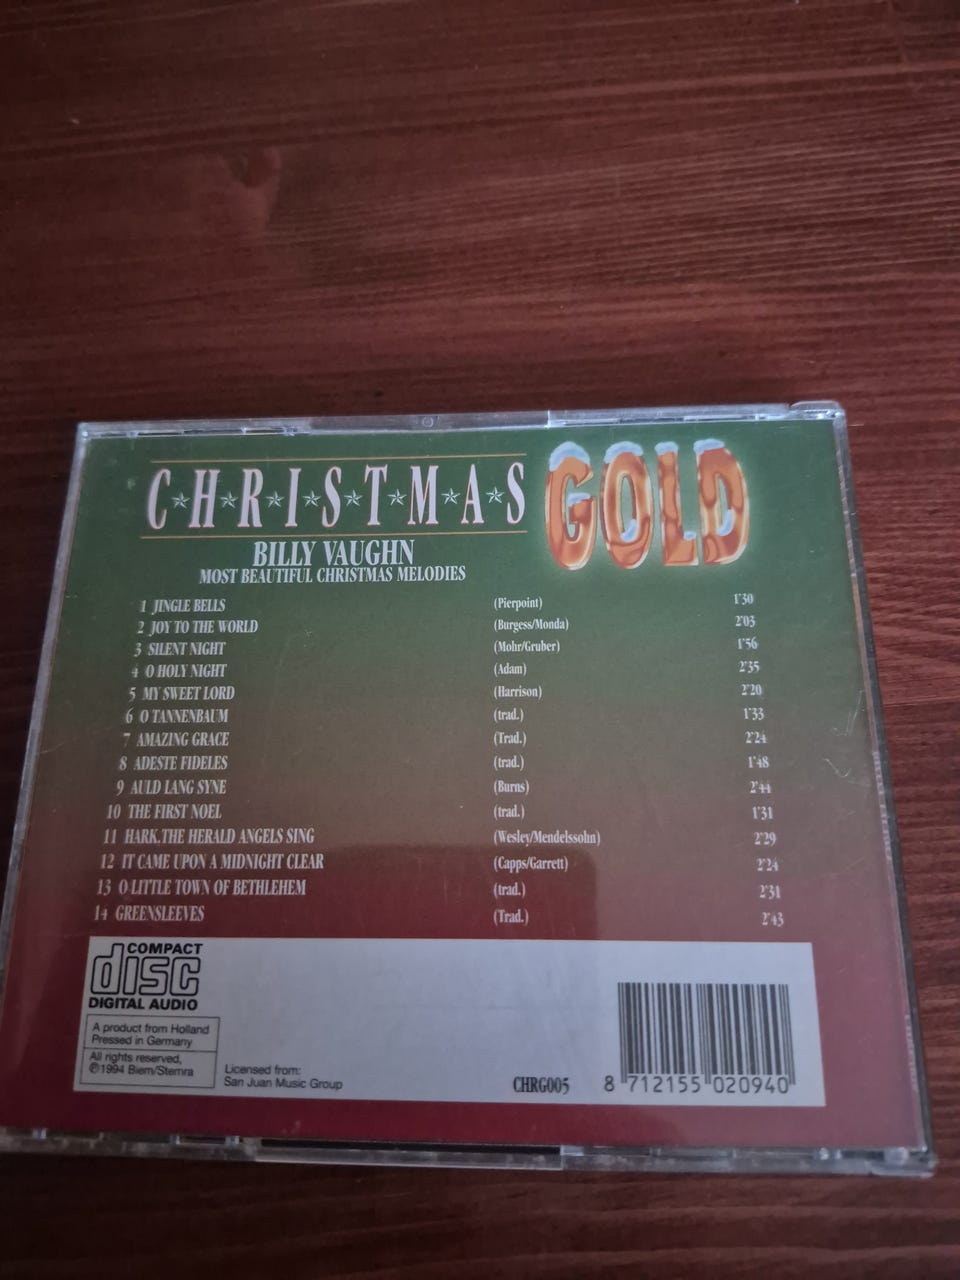 C*H*R*I*S*T*M*A*S GOLD
BILLY VAUGHN
MOST BEAUTIFUL CHRISTMAS MELODIES
1 JINGLE BELLS (Pierpoint) 1'30
2 JOY TO THE WORLD (Burgess/Monda) 2'03
3 SILENT NIGHT (Mohr/Gruber) 1'56
4 O HOLY NIGHT (Adam) 2'35
5 MY SWEET LORD (Harrison) 2'20
6 O TANNENBAUM (trad.) 1'33
7 AMAZING GRACE (Trad.) 2'24
8 ADESTE FIDELES (trad.) 1'48
9 AULD LANG SYNE (Burns) 2'44
10 THE FIRST NOEL (trad.) 1'31
11 HARK, THE HERALD ANGELS SING (Wesley/Mendelssohn) 2'29
12 IT CAME UPON A MIDNIGHT CLEAR (Capps/Garrett) 2'24
13 O LITTLE TOWN OF BETHLEHEM (trad.) 2'31
14 GREENSLEEVES (Trad.) 2'43
COMPACT
disc
DIGITAL AUDIO
A product from Holland
Pressed in Germany
All rights reserved,
℗1994 Biem/Stemra
Licensed from:
San Juan Music Group
CHRG005
8 712155 020940